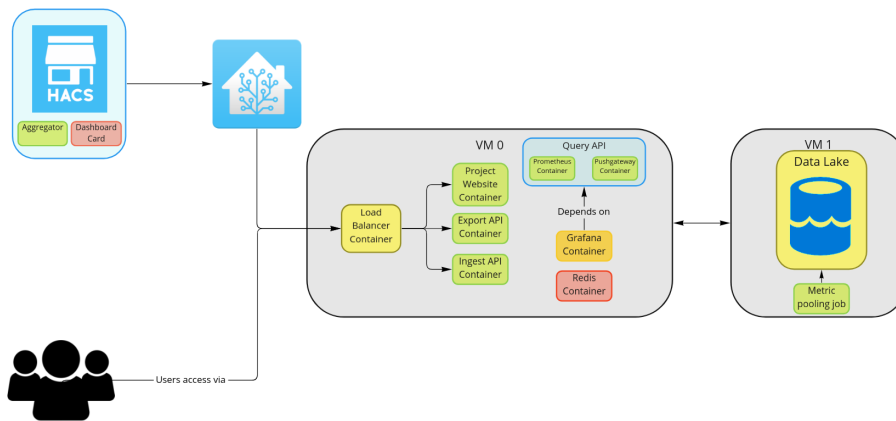 HACS
Aggregator
Dashboard
Card
VM 0
Query API
Prometheus
Container
Pushgateway
Container
Project
Website
Container
Load
Balancer
Container
Export API
Container
Ingest API
Container
Depends on
Grafana
Container
Redis
Container
VM 1
Data Lake
Metric
pooling job
Users access via